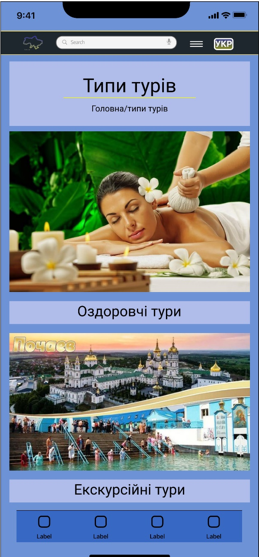 9:41
Search
УКР
Типи турів
Головна/типи турів
Оздоровчі тури
Почаєв
Екскурсійні тури
Label Label Label Label